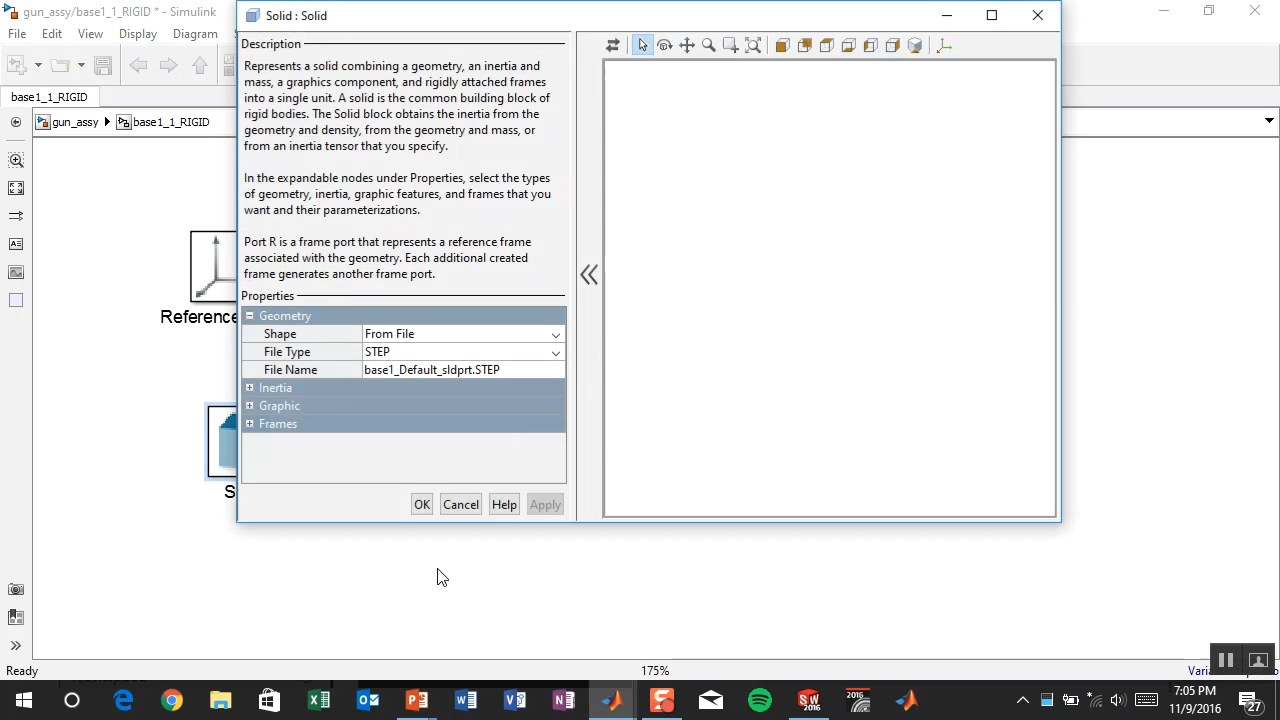 gun_assy/base1_1_RIGID * - Simulink
Solid : Solid
File Edit View Display Diagram
base1_1_RIGID
gun_assy base1_1_RIGID
Description
Represents a solid combining a geometry, an inertia and
mass, a graphics component, and rigidly attached frames
into a single unit. A solid is the common building block of
rigid bodies. The Solid block obtains the inertia from the
geometry and density, from the geometry and mass, or
from an inertia tensor that you specify.
In the expandable nodes under Properties, select the types
of geometry, inertia, graphic features, and frames that you
want and their parameterizations.
Port R is a frame port that represents a reference frame
associated with the geometry. Each additional created
frame generates another frame port.
Properties
Geometry
Shape From File
File Type STEP
File Name base1_Default_sldprt.STEP
Inertia
Graphic
Frames
OK Cancel Help Apply
Reference
S
Ready
175%
7:05 PM
11/9/2016
27
2016
SW
2016